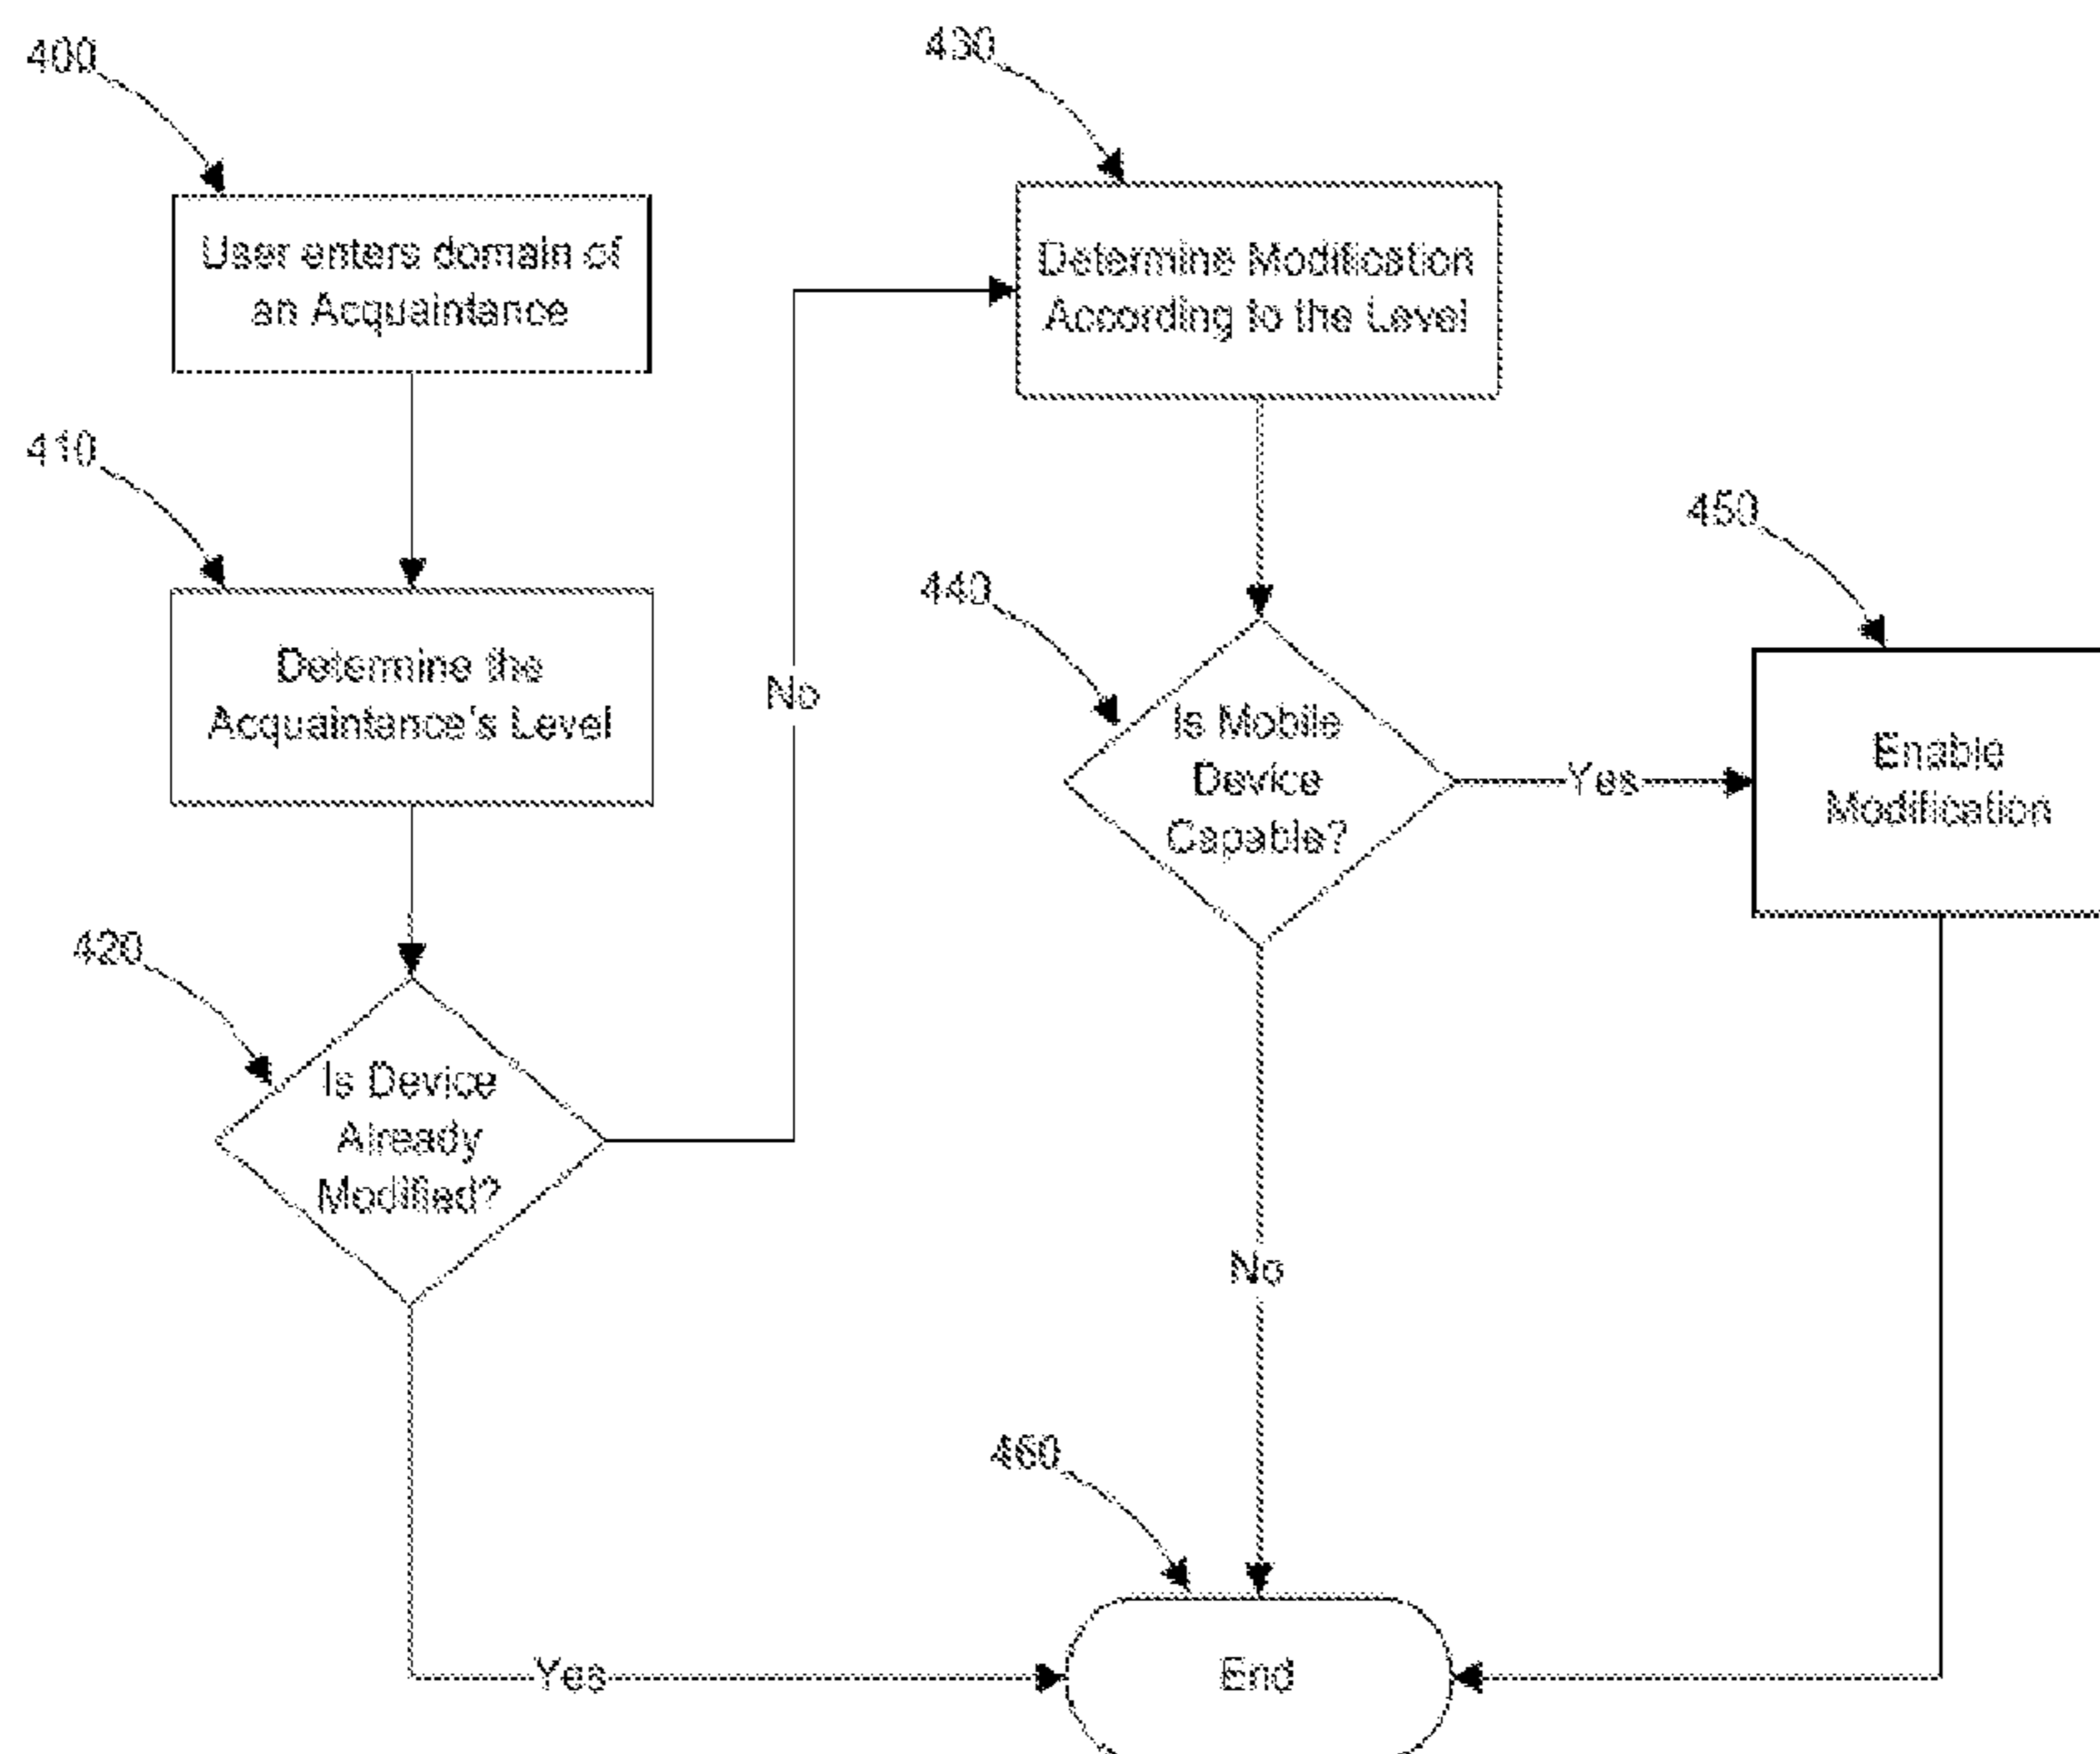 400
User enters domain of
an Acquaintance
410
Determine the
Acquaintance's Level
420
Is Device
Already
Modified?
No
Yes
430
Determine Modification
According to the Level
440
Is Mobile
Device
Capable?
Yes
No
450
Enable
Modification
460
End